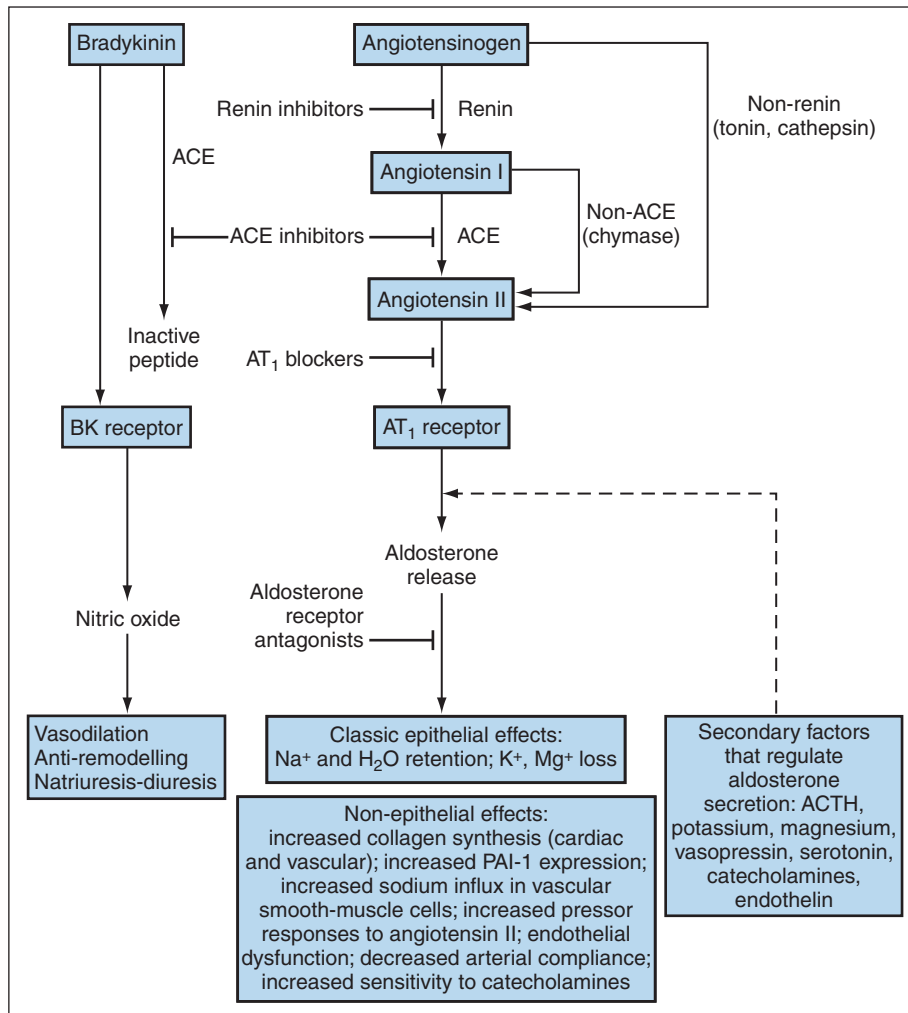 Bradykinin
Angiotensinogen
Renin inhibitors
Renin
Non-renin
(tonin, cathepsin)
ACE
Angiotensin I
Non-ACE
(chymase)
ACE inhibitors
ACE
Angiotensin II
Inactive
peptide
AT₁ blockers
BK receptor
AT₁ receptor
Aldosterone
release
Aldosterone
receptor
antagonists
Nitric oxide
Vasodilation
Anti-remodelling
Natriuresis-diuresis
Classic epithelial effects:
Na⁺ and H₂O retention; K⁺, Mg⁺ loss
Non-epithelial effects:
increased collagen synthesis (cardiac
and vascular); increased PAI-1 expression;
increased sodium influx in vascular
smooth-muscle cells; increased pressor
responses to angiotensin II; endothelial
dysfunction; decreased arterial compliance;
increased sensitivity to catecholamines
Secondary factors
that regulate
aldosterone
secretion: ACTH,
potassium, magnesium,
vasopressin, serotonin,
catecholamines,
endothelin